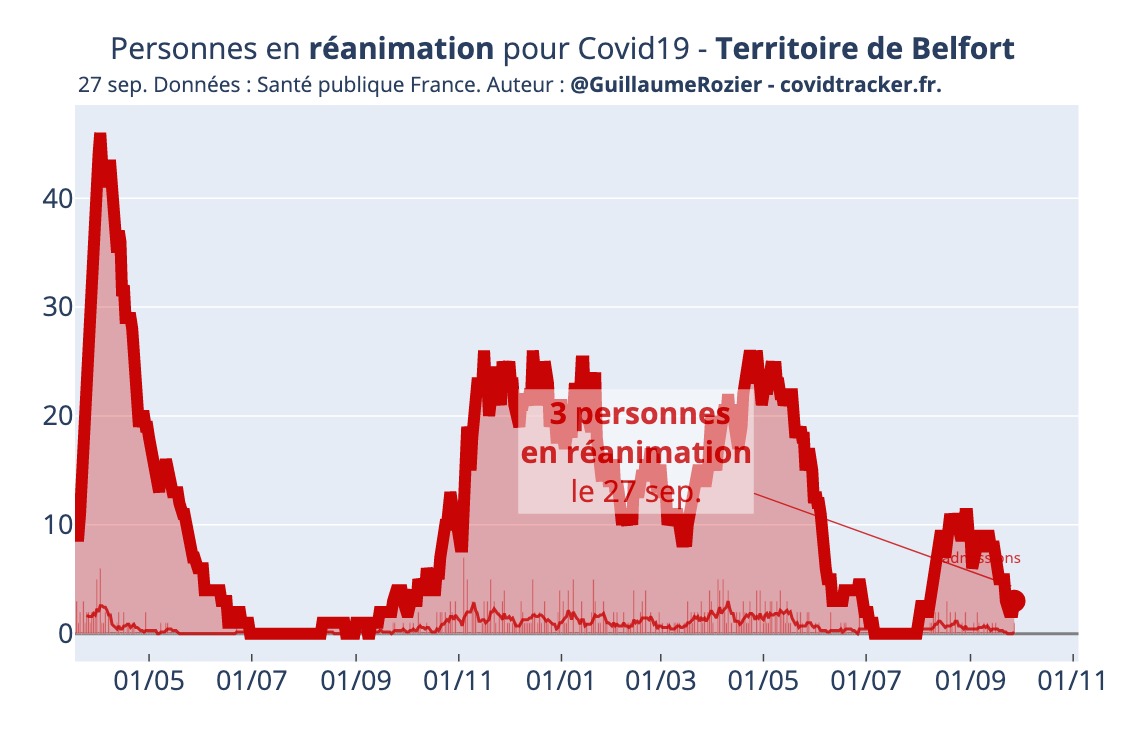 Personnes en réanimation pour Covid19 - Territoire de Belfort
27 sep. Données : Santé publique France. Auteur : @GuillaumeRozier - covidtracker.fr.
40
30
20
10
0
3 personnes
en réanimation
le 27 sep.
admissions
01/05 01/07 01/09 01/11 01/01 01/03 01/05 01/07 01/09 01/11